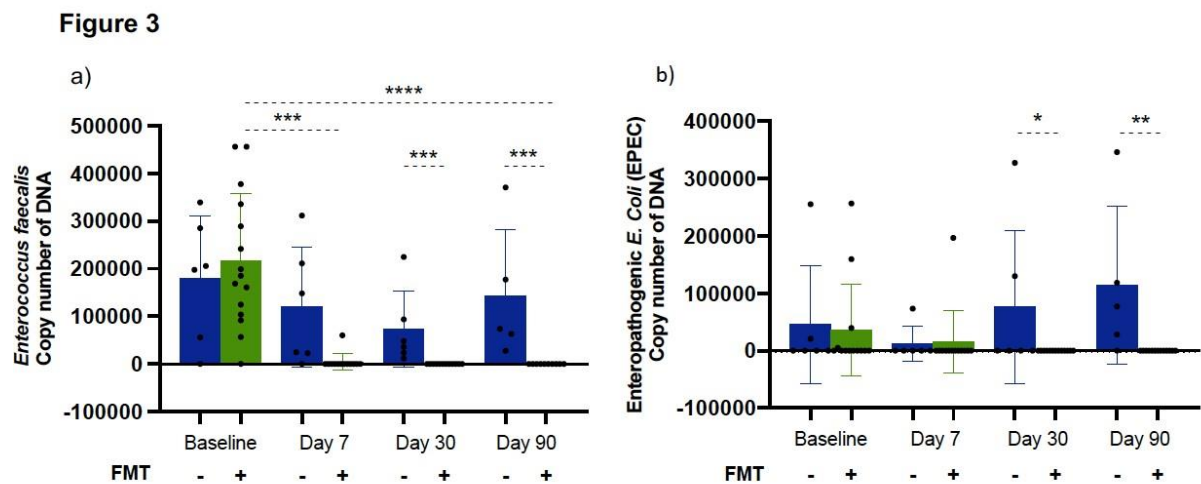 Figure 3
a)
****
***
***
***
Enterococcus faecalis
Copy number of DNA
500000
400000
300000
200000
100000
0
-100000
Baseline Day 7 Day 30 Day 90
FMT - + - + - + - +
b)
*
**
Enteropathogenic E. Coli (EPEC)
Copy number of DNA
400000
300000
200000
100000
0
-100000
Baseline Day 7 Day 30 Day 90
FMT - + - + - + - +